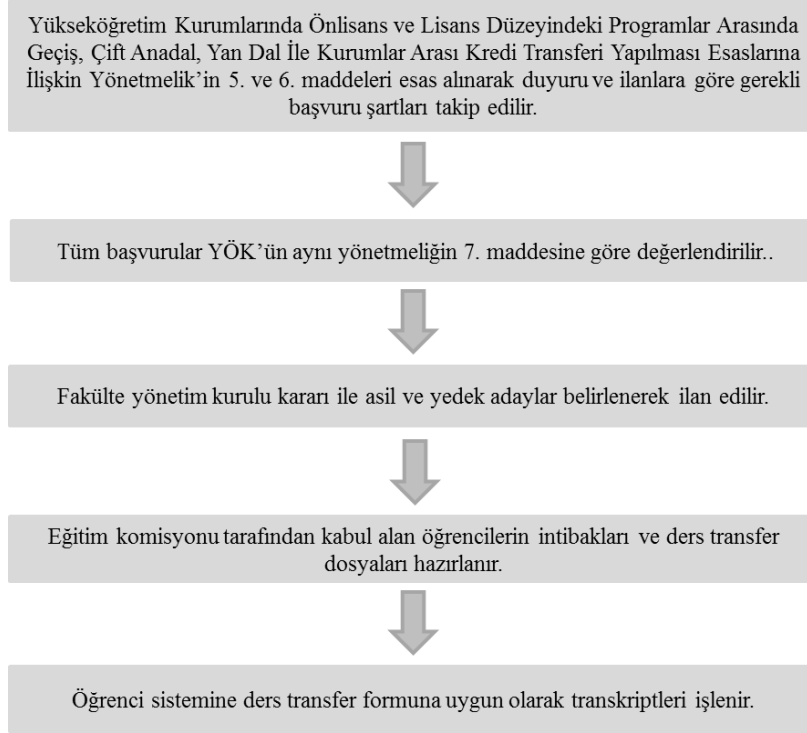 Yükseköğretim Kurumlarında Önlisans ve Lisans Düzeyindeki Programlar Arasında
Geçiş, Çift Anadal, Yan Dal İle Kurumlar Arası Kredi Transferi Yapılması Esaslarına
İlişkin Yönetmelik’in 5. ve 6. maddeleri esas alınarak duyuru ve ilanlara göre gerekli
başvuru şartları takip edilir.
Tüm başvurular YÖK’ün aynı yönetmeliğin 7. maddesine göre değerlendirilir..
Fakülte yönetim kurulu kararı ile asil ve yedek adaylar belirlenerek ilan edilir.
Eğitim komisyonu tarafından kabul alan öğrencilerin intibakları ve ders transfer
dosyaları hazırlanır.
Öğrenci sistemine ders transfer formuna uygun olarak transkriptleri işlenir.